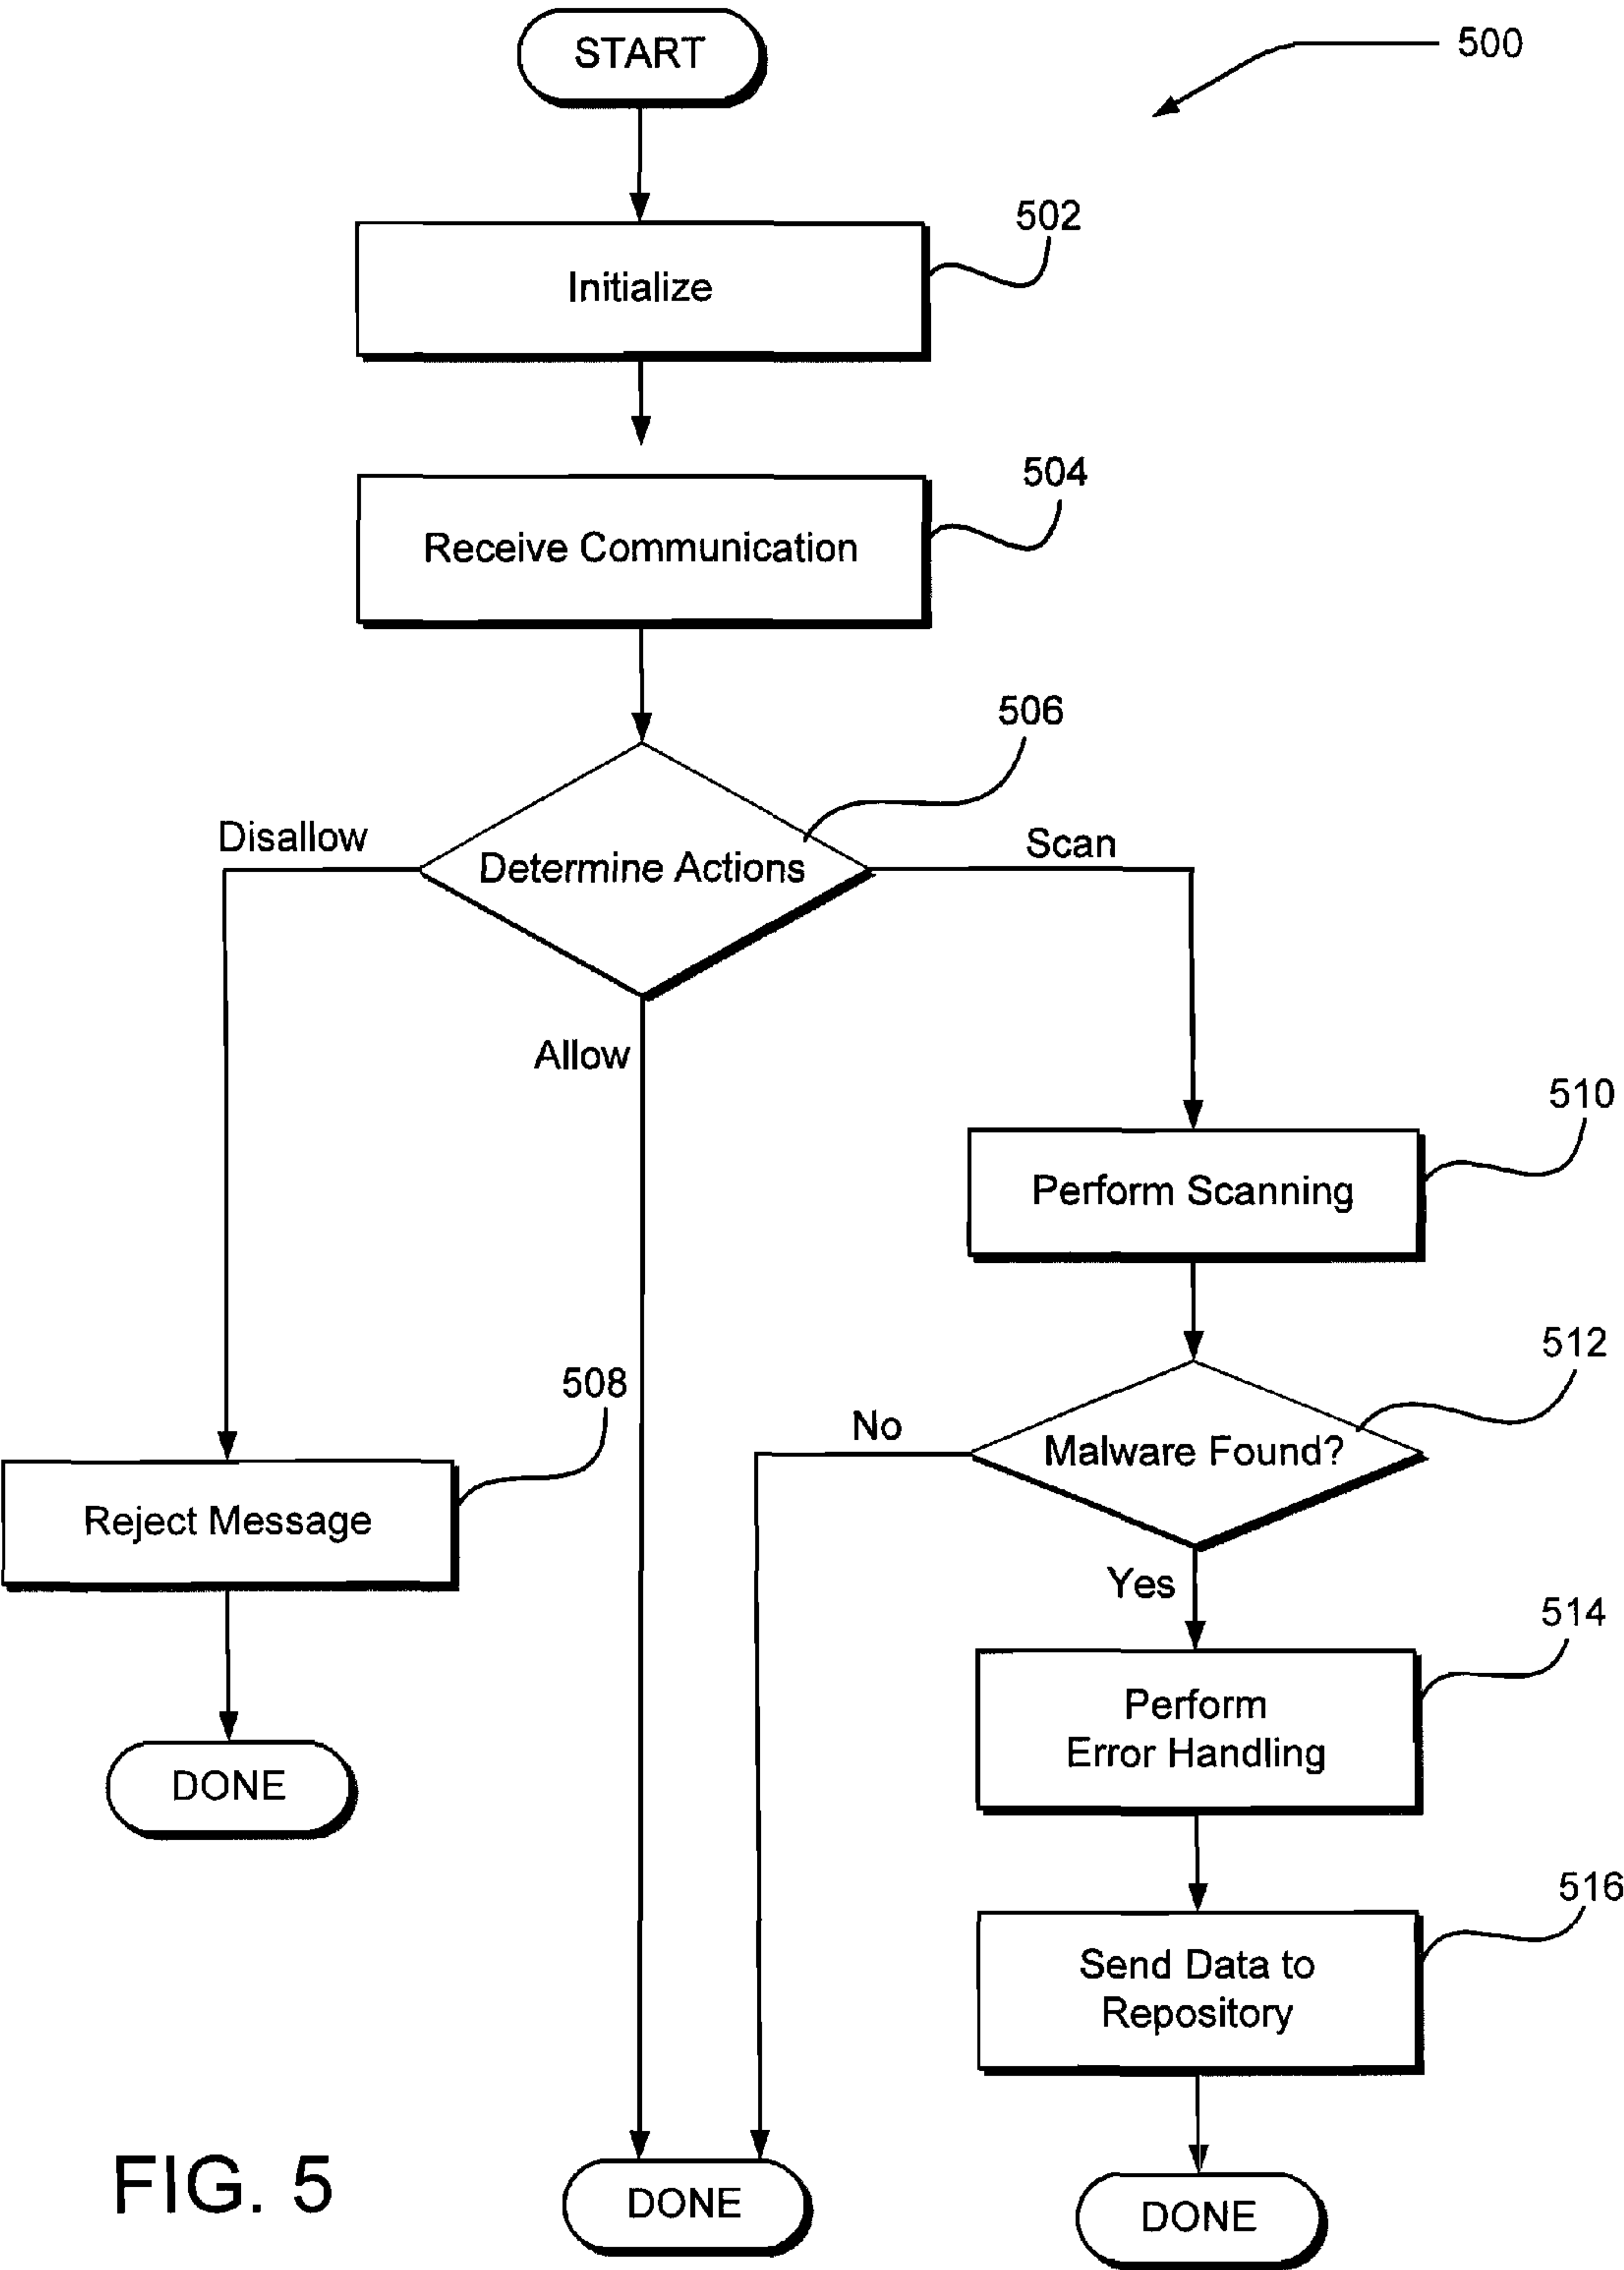 START
500
502
Initialize
504
Receive Communication
506
Disallow
Scan
Determine Actions
Allow
510
Perform Scanning
512
508
No
Malware Found?
Reject Message
Yes
514
Perform
Error Handling
DONE
516
Send Data to
Repository
FIG. 5
DONE
DONE